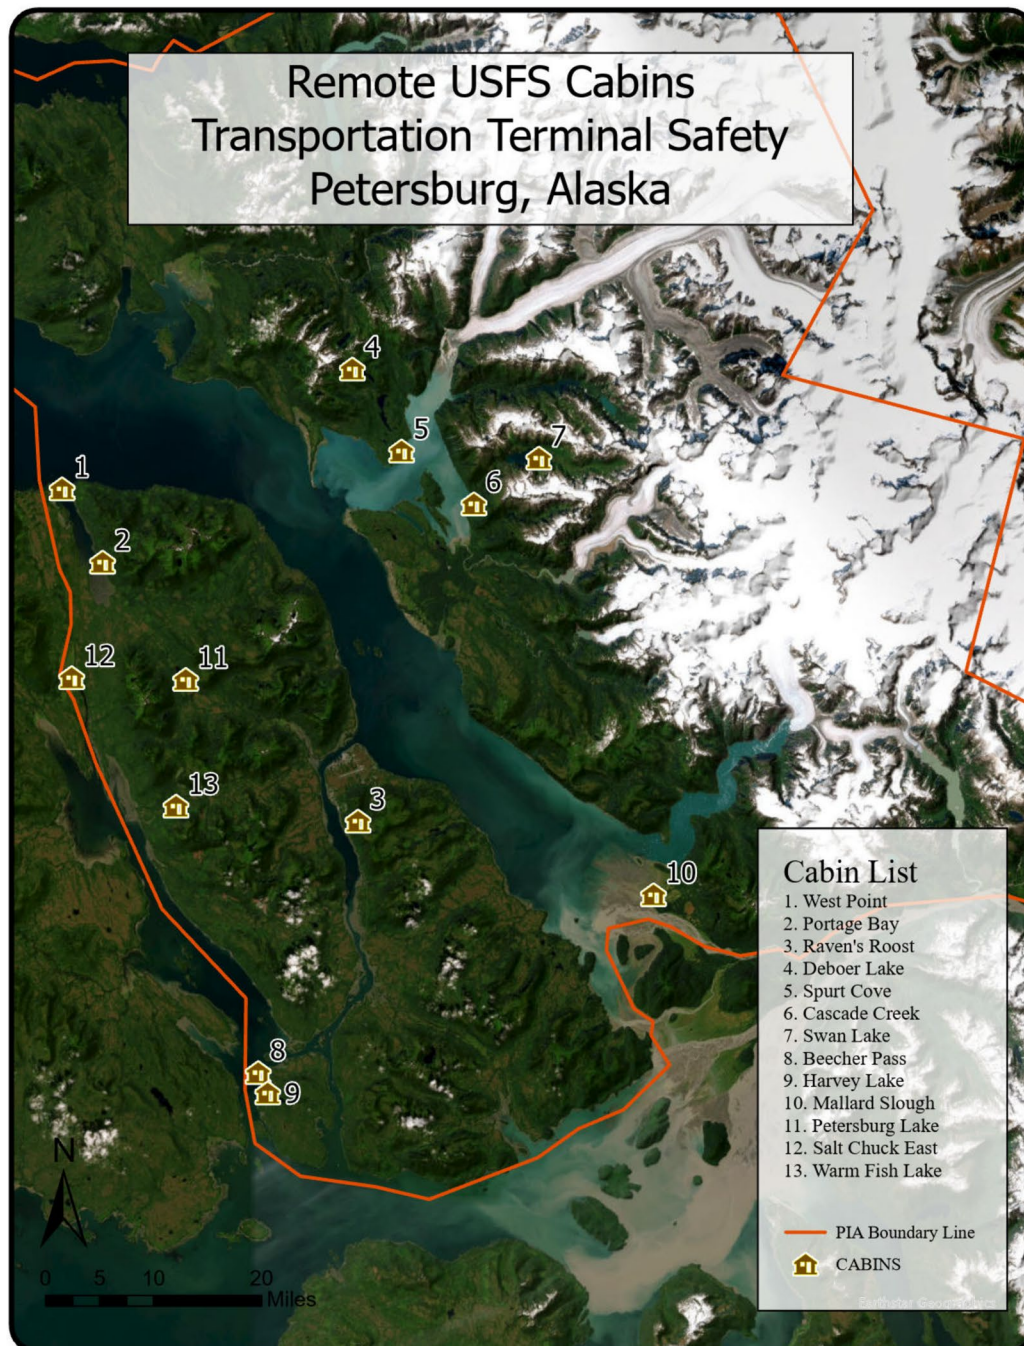 Remote USFS Cabins
Transportation Terminal Safety
Petersburg, Alaska
4
5
7
6
1
2
12
11
13
3
10
8
9
Cabin List
1. West Point
2. Portage Bay
3. Raven's Roost
4. Deboer Lake
5. Spurt Cove
6. Cascade Creek
7. Swan Lake
8. Beecher Pass
9. Harvey Lake
10. Mallard Slough
11. Petersburg Lake
12. Salt Chuck East
13. Warm Fish Lake
PIA Boundary Line
CABINS
N
0 5 10 20
Miles
Earthstar Geographics